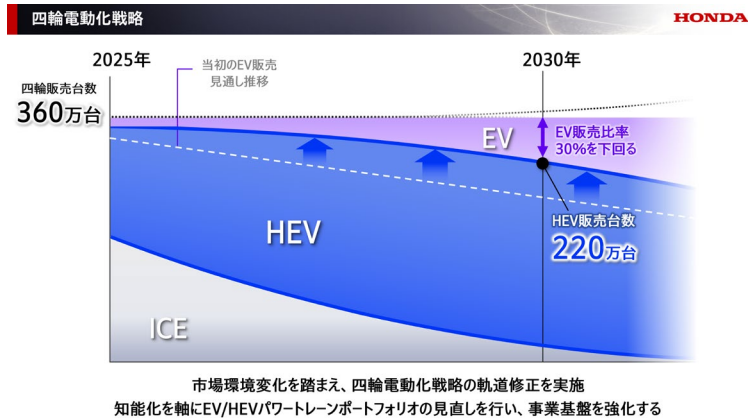 四輪電動化戦略
HONDA
2025年
当初のEV販売
見通し推移
2030年
四輪販売台数
360万台
EV
EV販売比率
30%を下回る
HEV
HEV販売台数
220万台
ICE
市場環境変化を踏まえ、四輪電動化戦略の軌道修正を実施
知能化を軸にEV/HEVパワートレーンポートフォリオの見直しを行い、事業基盤を強化する